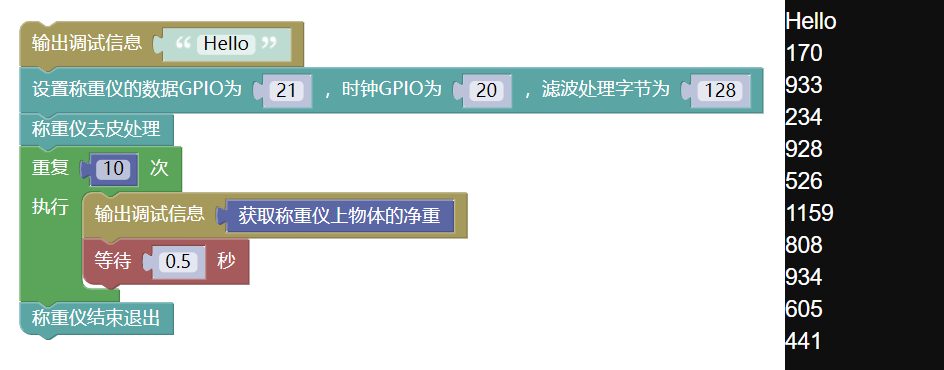 输出调试信息 “ Hello ”
设置称重仪的数据GPIO为 21 ，时钟GPIO为 20 ，滤波处理字节为 128
称重仪去皮处理
重复 10 次
执行
输出调试信息 获取称重仪上物体的净重
等待 0.5 秒
称重仪结束退出
Hello
170
933
234
928
526
1159
808
934
605
441